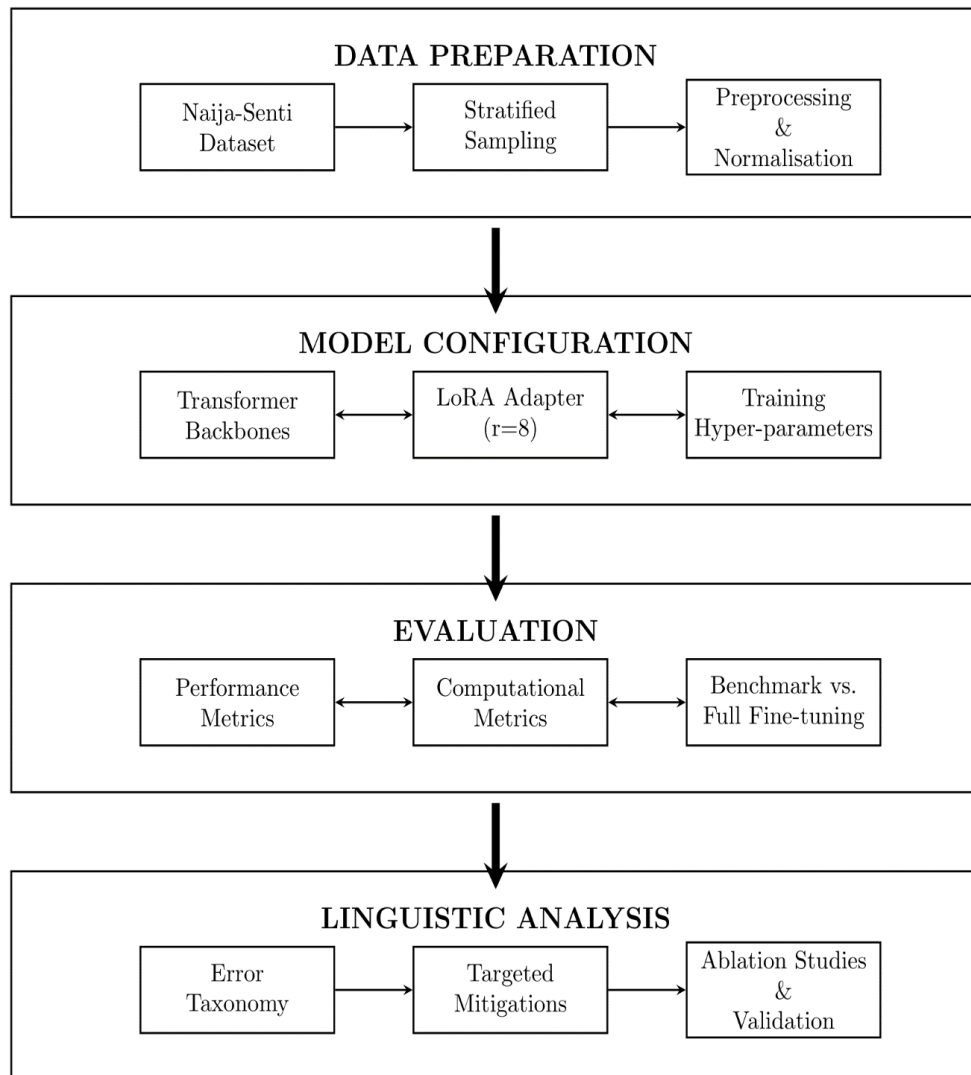 DATA PREPARATION
Naija-Senti
Dataset
Stratified
Sampling
Preprocessing
&
Normalisation
MODEL CONFIGURATION
Transformer
Backbones
LoRA Adapter
(r=8)
Training
Hyper-parameters
EVALUATION
Performance
Metrics
Computational
Metrics
Benchmark vs.
Full Fine-tuning
LINGUISTIC ANALYSIS
Error
Taxonomy
Targeted
Mitigations
Ablation Studies
&
Validation